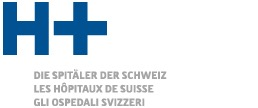 H+
DIE SPITÄLER DER SCHWEIZ
LES HÔPITAUX DE SUISSE
GLI OSPEDALI SVIZZERI